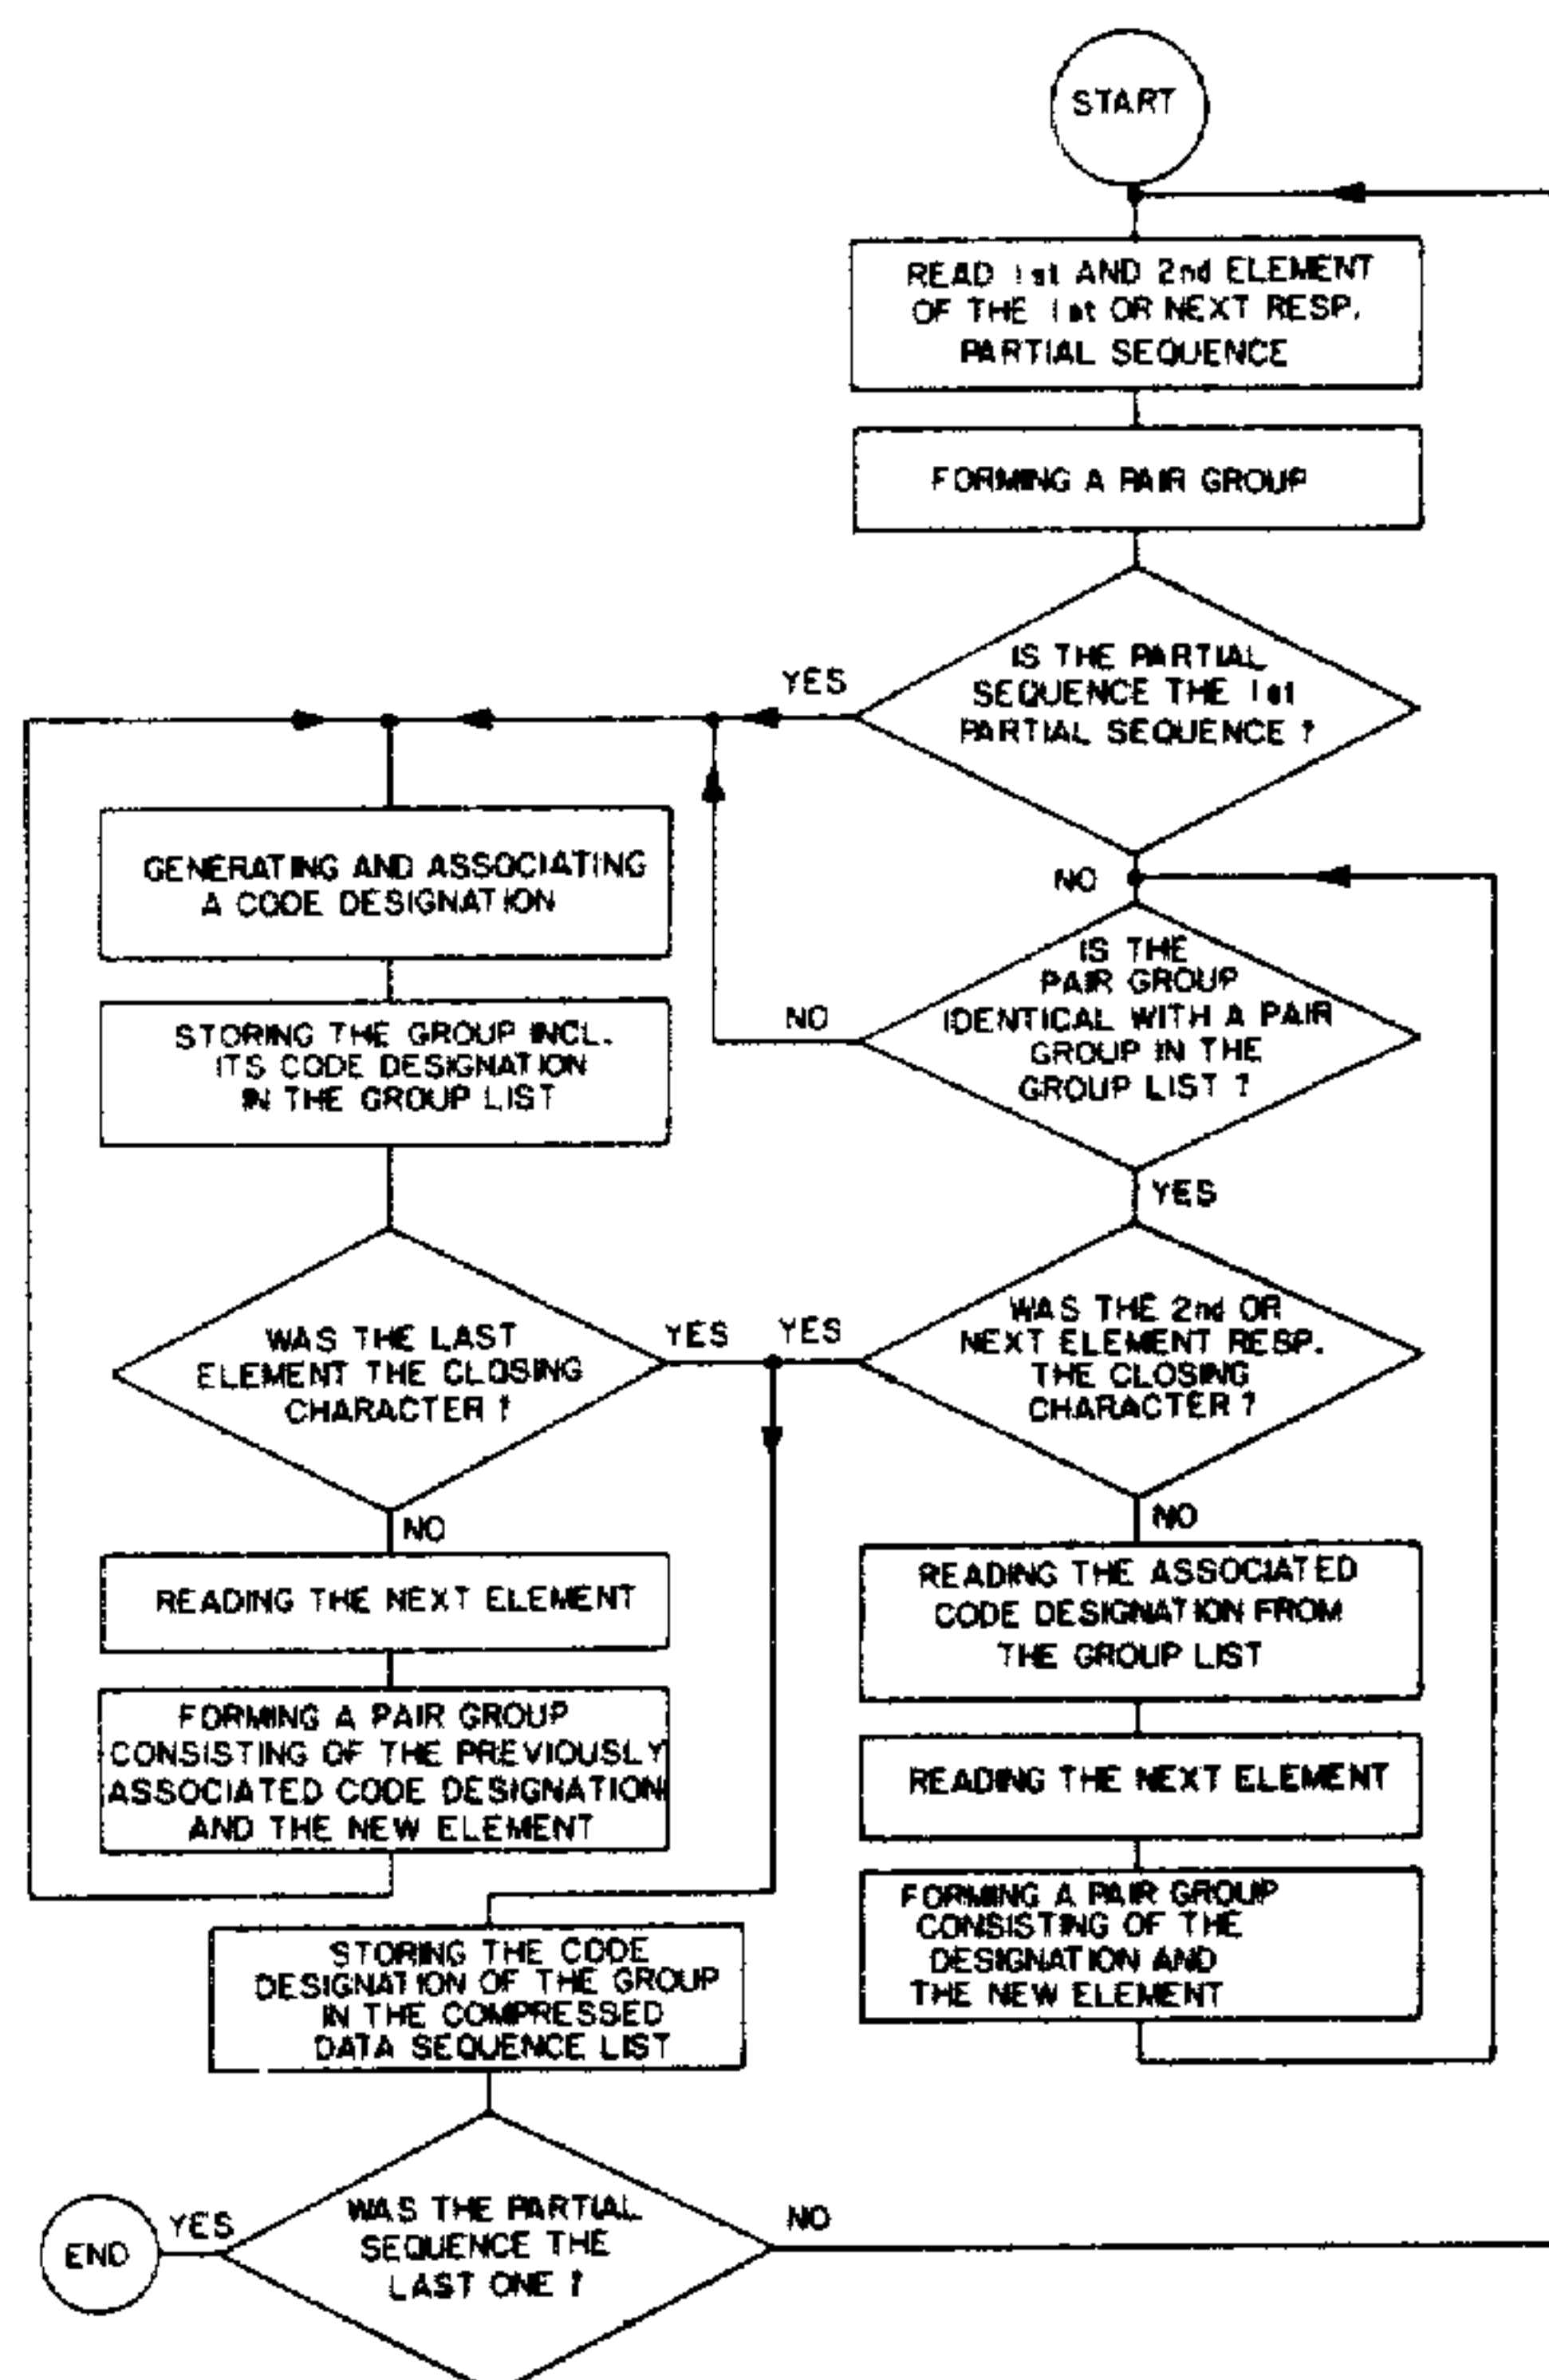 START
READ 1st AND 2nd ELEMENT
OF THE 1st OR NEXT RESP.
PARTIAL SEQUENCE
FORMING A PAIR GROUP
IS THE PARTIAL
SEQUENCE THE 1st
PARTIAL SEQUENCE ?
YES
NO
GENERATING AND ASSOCIATING
A CODE DESIGNATION
STORING THE GROUP INCL.
ITS CODE DESIGNATION
IN THE GROUP LIST
IS THE
PAIR GROUP
IDENTICAL WITH A PAIR
GROUP IN THE
GROUP LIST ?
NO
YES
WAS THE LAST
ELEMENT THE CLOSING
CHARACTER ?
YES
NO
WAS THE 2nd OR
NEXT ELEMENT RESP.
THE CLOSING
CHARACTER ?
YES
NO
READING THE NEXT ELEMENT
FORMING A PAIR GROUP
CONSISTING OF THE PREVIOUSLY
ASSOCIATED CODE DESIGNATION
AND THE NEW ELEMENT
READING THE ASSOCIATED
CODE DESIGNATION FROM
THE GROUP LIST
READING THE NEXT ELEMENT
FORMING A PAIR GROUP
CONSISTING OF THE
DESIGNATION AND
THE NEW ELEMENT
STORING THE CODE
DESIGNATION OF THE GROUP
IN THE COMPRESSED
DATA SEQUENCE LIST
WAS THE PARTIAL
SEQUENCE THE
LAST ONE ?
YES
NO
END